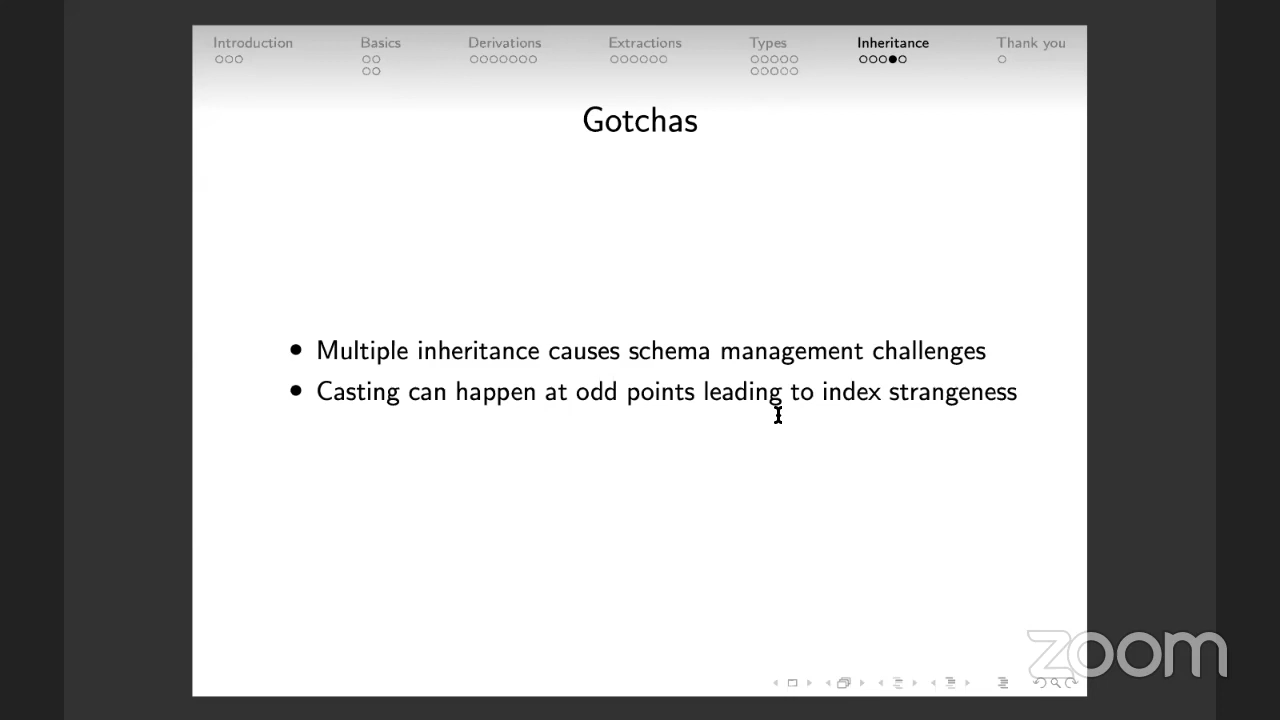 Introduction Basics Derivations Extractions Types Inheritance Thank you
Gotchas
• Multiple inheritance causes schema management challenges
• Casting can happen at odd points leading to index strangeness
zoom